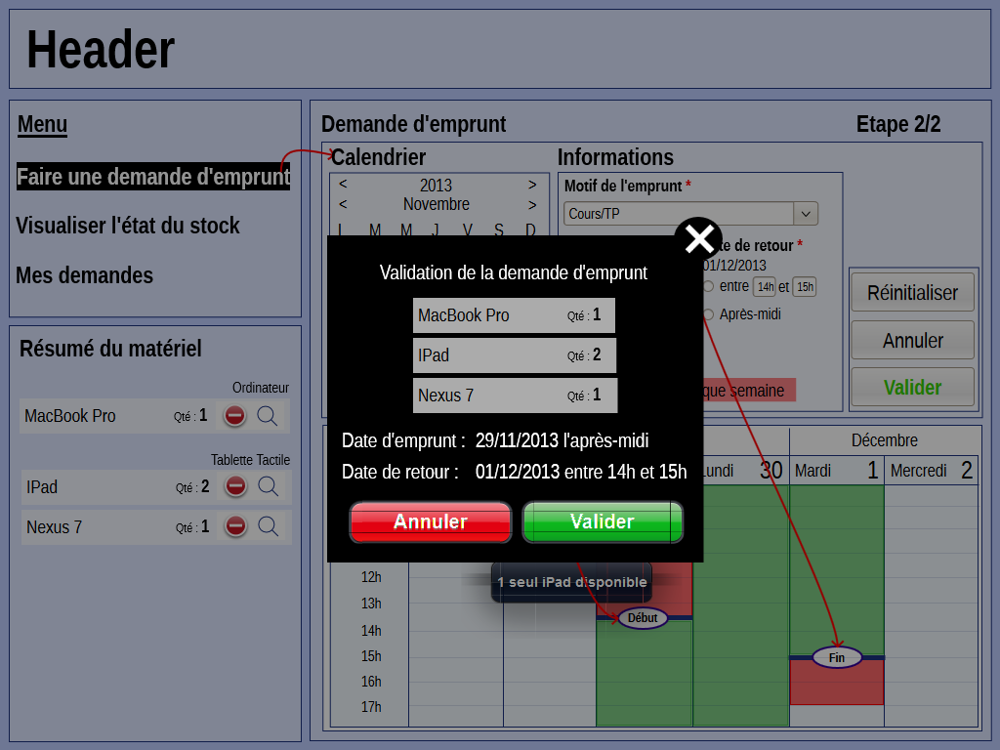 Header
Menu
Faire une demande d'emprunt
Visualiser l'état du stock
Mes demandes
Résumé du matériel
Ordinateur
MacBook Pro Qté : 1
Tablette Tactile
IPad Qté : 2
Nexus 7 Qté : 1
Demande d'emprunt
Etape 2/2
Calendrier
< 2013 >
< Novembre >
L M M J V S D
Informations
Motif de l'emprunt *
Cours/TP
de retour *
01/12/2013
entre 14h et 15h
Après-midi
que semaine
Réinitialiser
Annuler
Valider
Validation de la demande d'emprunt
MacBook Pro Qté : 1
IPad Qté : 2
Nexus 7 Qté : 1
Date d'emprunt : 29/11/2013 l'après-midi
Date de retour : 01/12/2013 entre 14h et 15h
Annuler Valider
Décembre
Lundi 30 Mardi 1 Mercredi 2
1 seul iPad disponible
12h
13h
Début
14h
15h
Fin
16h
17h